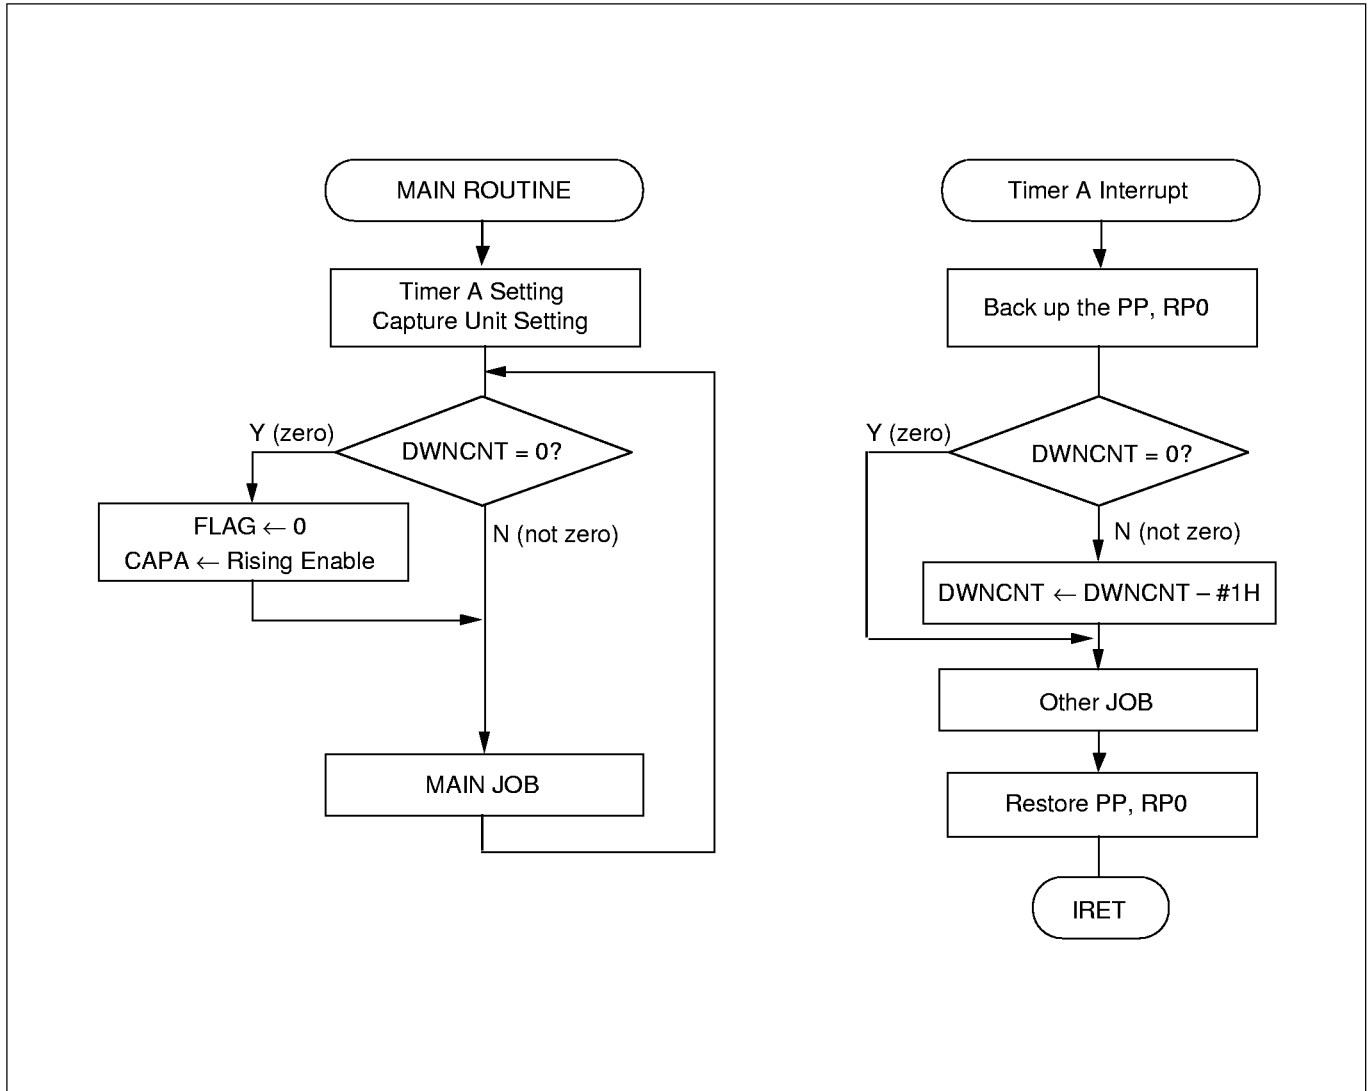 MAIN ROUTINE
Timer A Setting
Capture Unit Setting
Y (zero)
DWNCNT = 0?
FLAG ← 0
CAPA ← Rising Enable
N (not zero)
MAIN JOB
Timer A Interrupt
Back up the PP, RP0
Y (zero)
DWNCNT = 0?
N (not zero)
DWNCNT ← DWNCNT – #1H
Other JOB
Restore PP, RP0
IRET